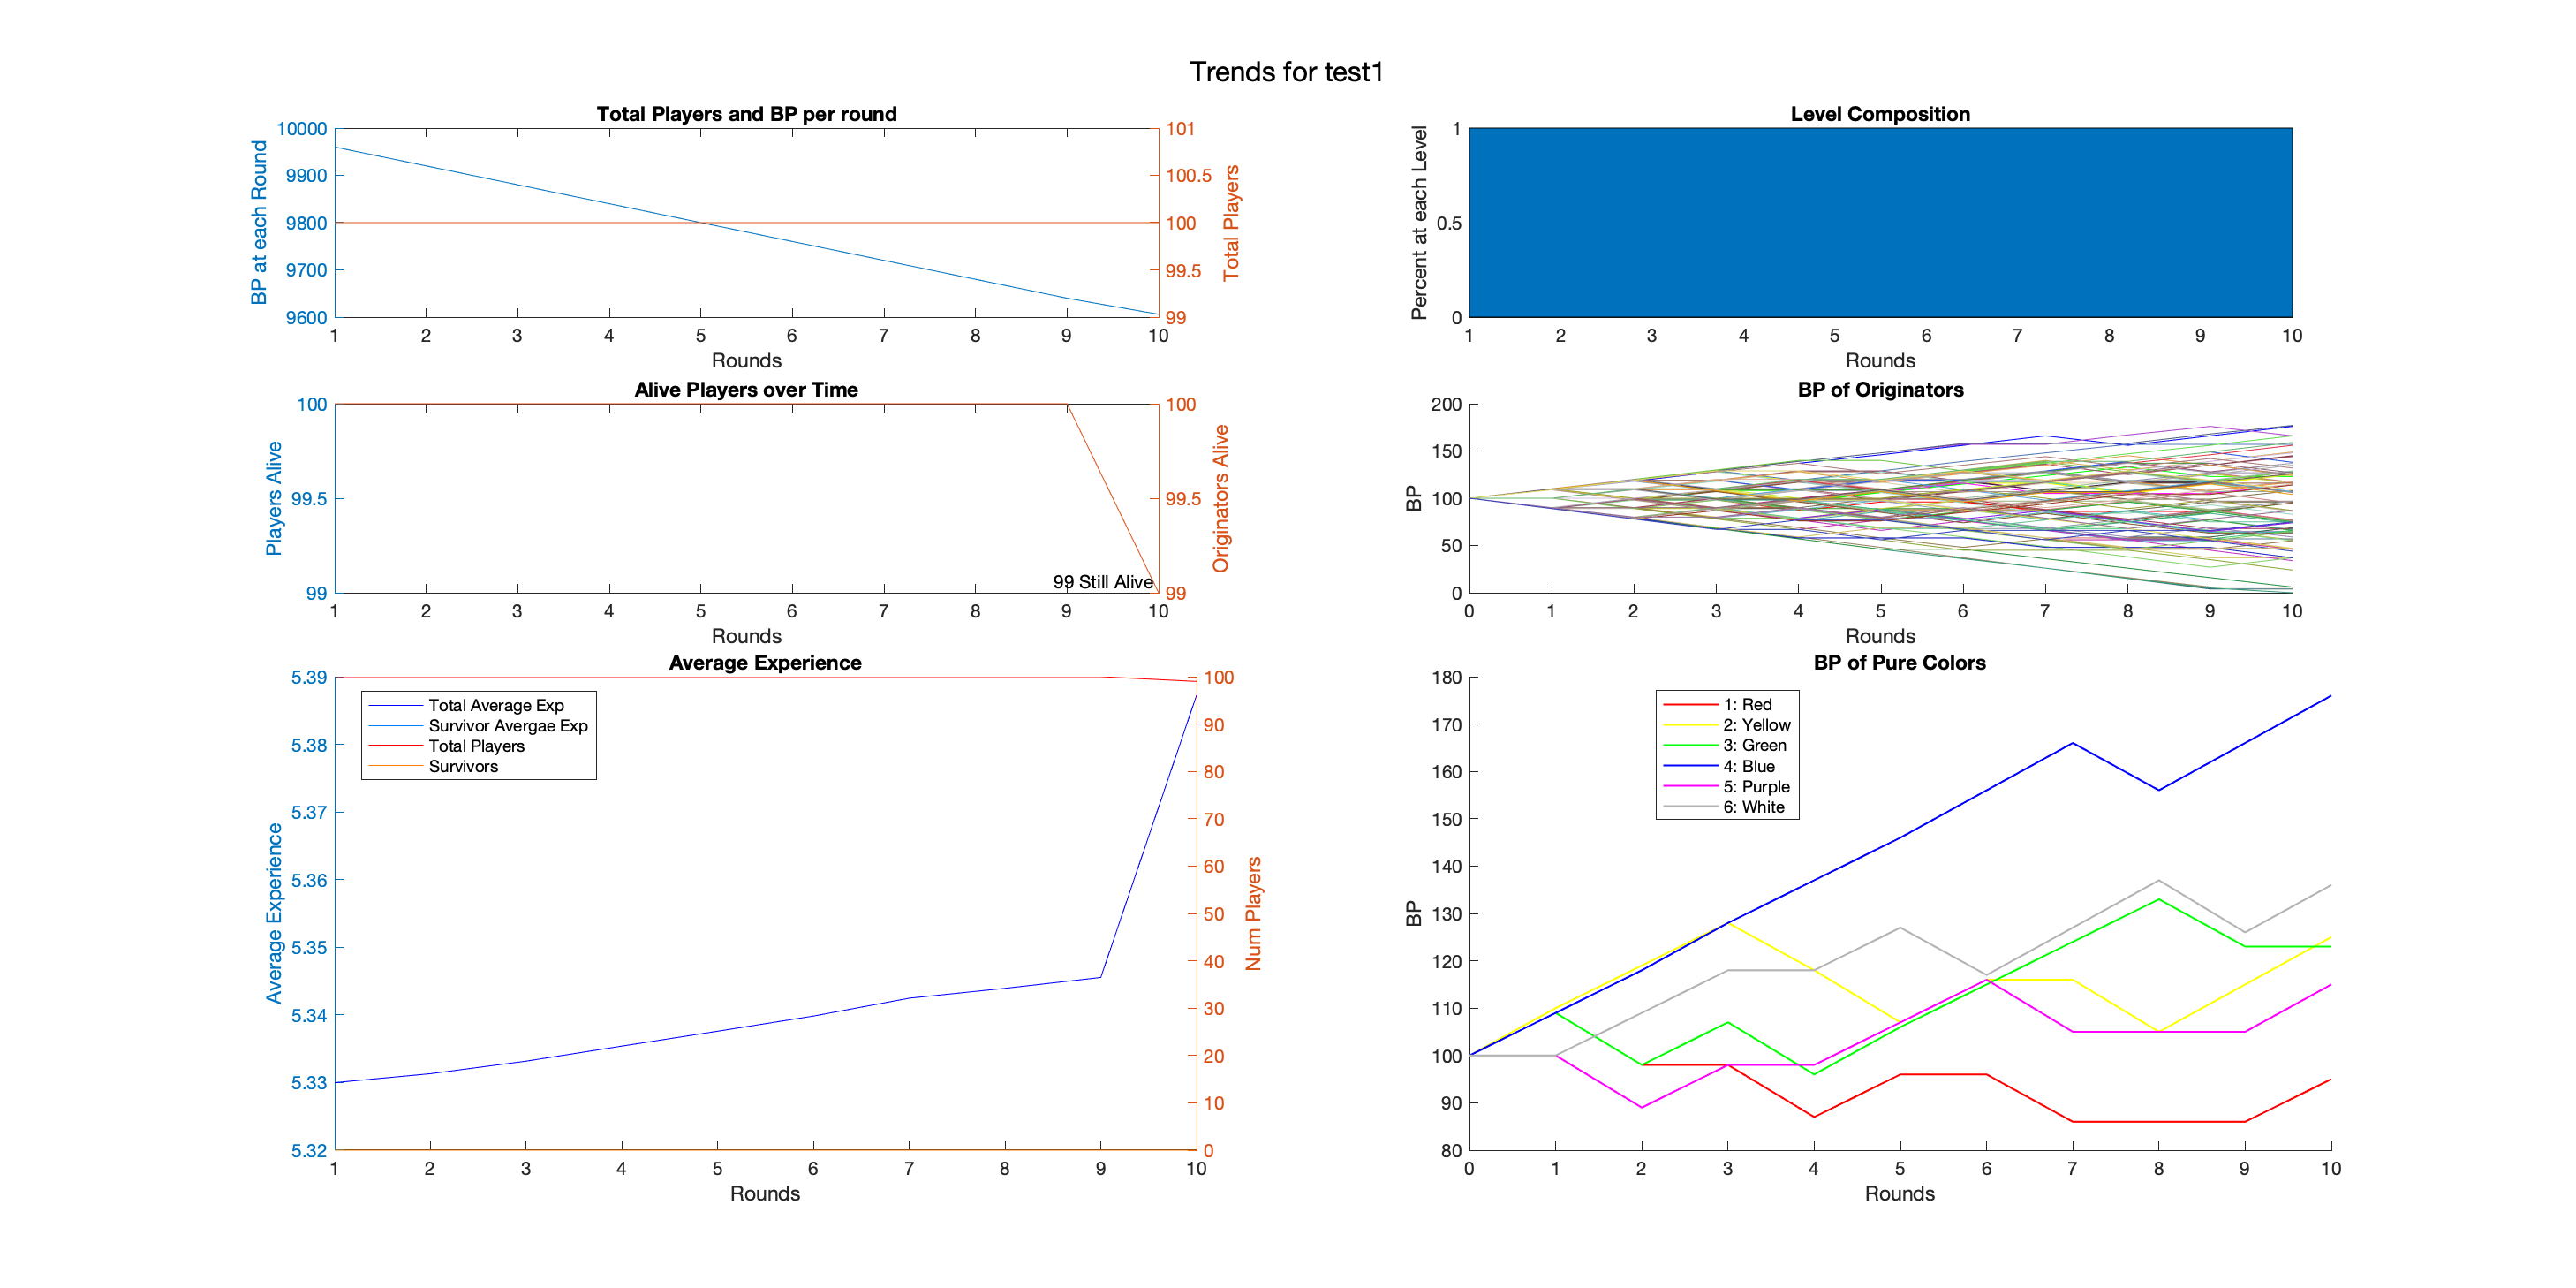 Trends for test1
Total Players and BP per round
10000
9900
9800
9700
9600
BP at each Round
101
100.5
100
99.5
99
Total Players
1 2 3 4 5 6 7 8 9 10
Rounds
Level Composition
1
0.5
0
Percent at each Level
1 2 3 4 5 6 7 8 9 10
Rounds
Alive Players over Time
100
99.5
99
Players Alive
100
99.5
99
Originators Alive
99 Still Alive
1 2 3 4 5 6 7 8 9 10
Rounds
BP of Originators
200
150
100
50
0
BP
0 1 2 3 4 5 6 7 8 9 10
Rounds
Average Experience
5.39
5.38
5.37
5.36
5.35
5.34
5.33
5.32
Average Experience
Total Average Exp
Survivor Avergae Exp
Total Players
Survivors
100
90
80
70
60
50
40
30
20
10
0
Num Players
1 2 3 4 5 6 7 8 9 10
Rounds
BP of Pure Colors
180
170
160
150
140
130
120
110
100
90
80
BP
1: Red
2: Yellow
3: Green
4: Blue
5: Purple
6: White
0 1 2 3 4 5 6 7 8 9 10
Rounds